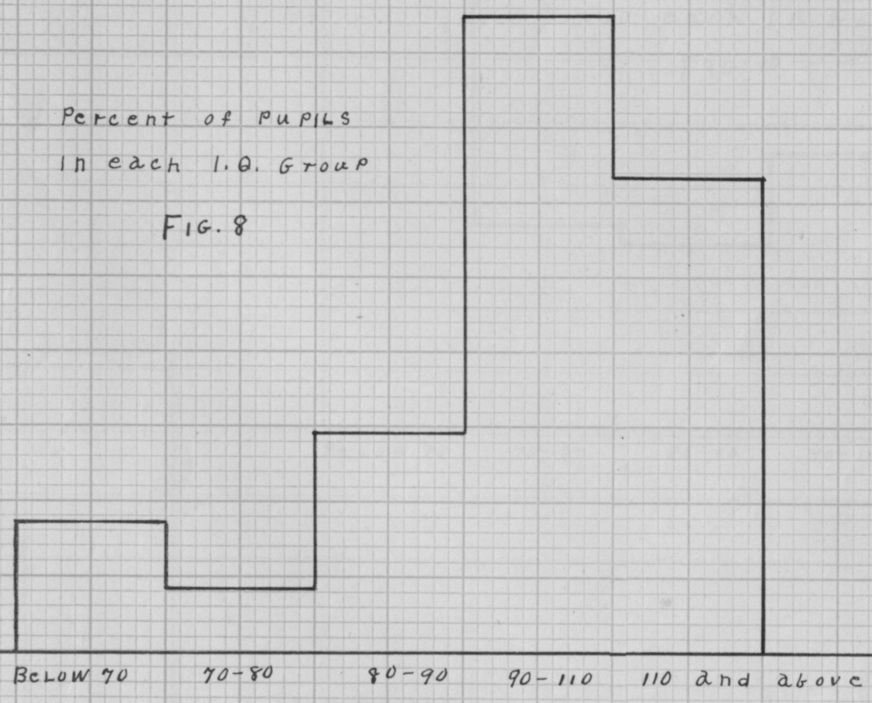 Percent of PUPILS
In each I.Q. Group
FIG. 8
BELOW 70 70-80 80-90 90-110 110 and above